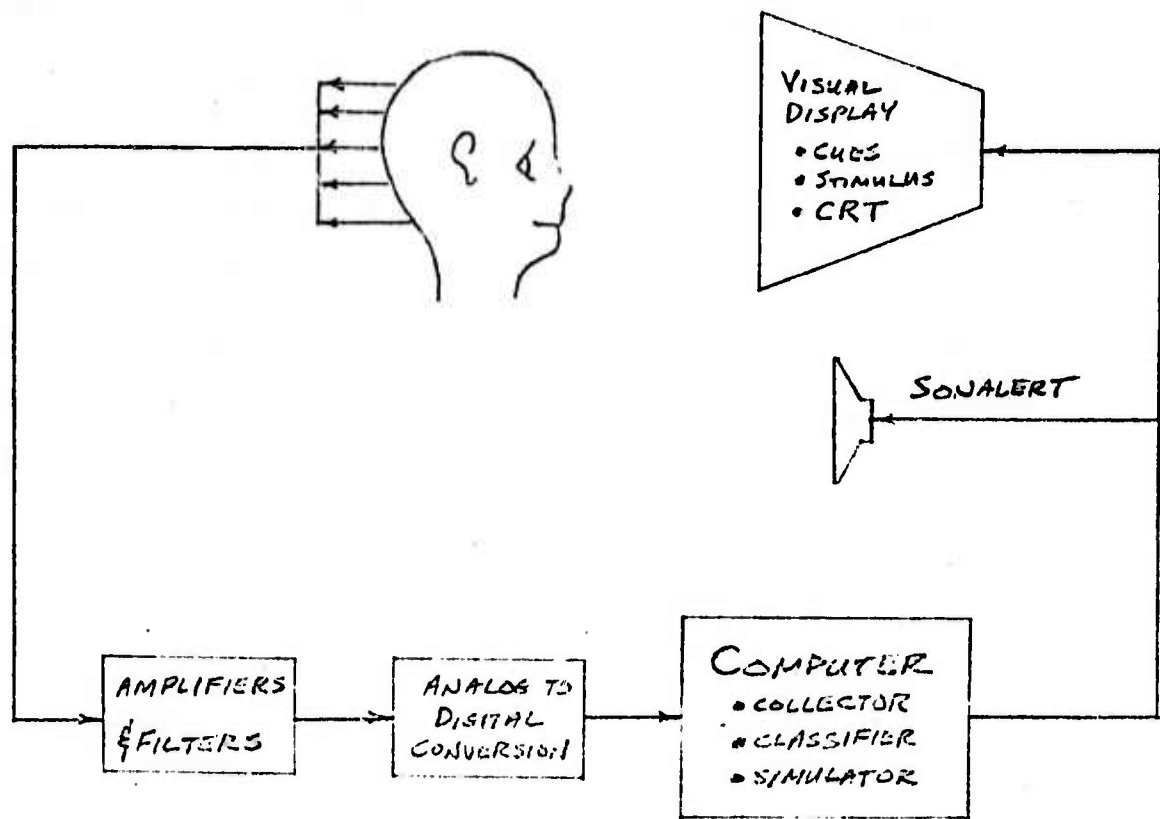 VISUAL
DISPLAY
• CUES
• STIMULUS
• CRT
SONALERT
AMPLIFIERS
& FILTERS
ANALOG TO
DIGITAL
CONVERSION
COMPUTER
• COLLECTOR
• CLASSIFIER
• SIMULATOR